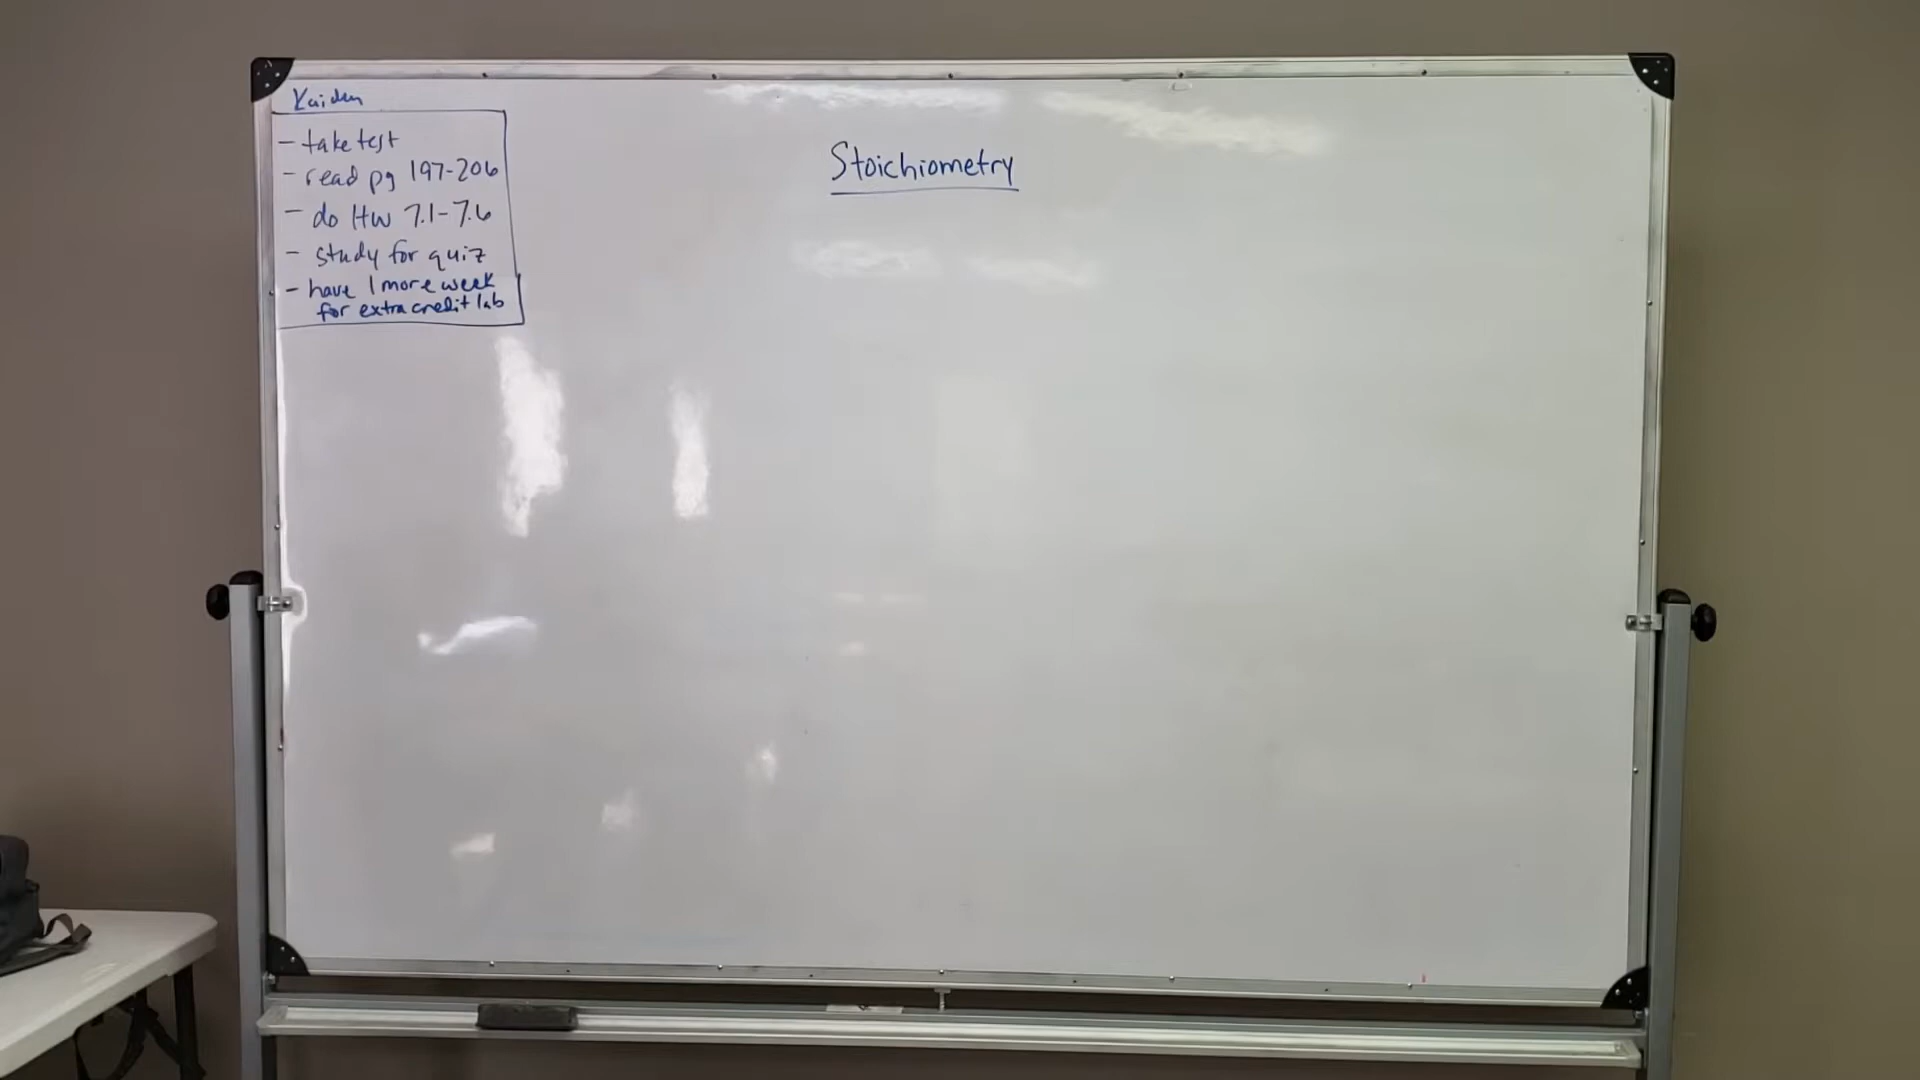 Kaiden
- take test
- read pg 197-206
- do HW 7.1-7.6
- study for quiz
- have 1 more week
for extra credit lab
Stoichiometry